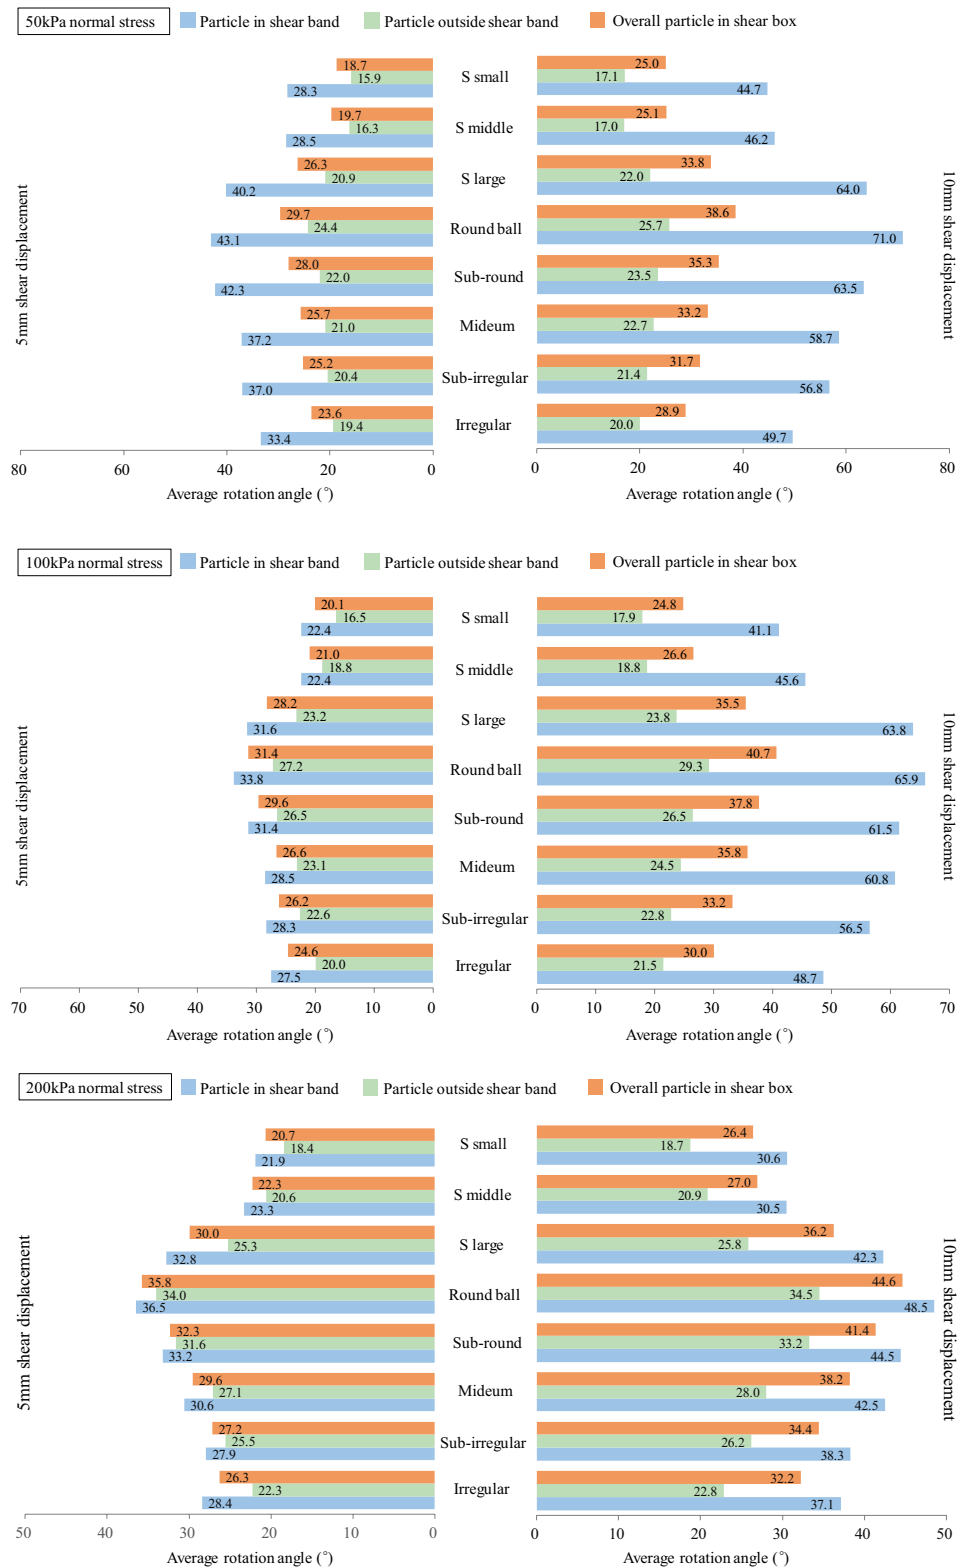 50kPa normal stress Particle in shear band Particle outside shear band Overall particle in shear box
18.7 S small 25.0
15.9 17.1
28.3 44.7
19.7 S middle 25.1
16.3 17.0
28.5 46.2
26.3 S large 33.8
20.9 22.0
40.2 64.0
29.7 Round ball 38.6
24.4 25.7
43.1 71.0
28.0 Sub-round 35.3
22.0 23.5
42.3 63.5
25.7 Mideum 33.2
21.0 22.7
37.2 58.7
25.2 Sub-irregular 31.7
20.4 21.4
37.0 56.8
23.6 Irregular 28.9
19.4 20.0
33.4 49.7
5mm shear displacement
10mm shear displacement
80 60 40 20 0 0 20 40 60 80
Average rotation angle (°) Average rotation angle (°)
100kPa normal stress Particle in shear band Particle outside shear band Overall particle in shear box
20.1 S small 24.8
16.5 17.9
22.4 41.1
21.0 S middle 26.6
18.8 18.8
22.4 45.6
28.2 S large 35.5
23.2 23.8
31.6 63.8
31.4 Round ball 40.7
27.2 29.3
33.8 65.9
29.6 Sub-round 37.8
26.5 26.5
31.4 61.5
26.6 Mideum 35.8
23.1 24.5
28.5 60.8
26.2 Sub-irregular 33.2
22.6 22.8
28.3 56.5
24.6 Irregular 30.0
20.0 21.5
27.5 48.7
5mm shear displacement
10mm shear displacement
70 60 50 40 30 20 10 0 0 10 20 30 40 50 60 70
Average rotation angle (°) Average rotation angle (°)
200kPa normal stress Particle in shear band Particle outside shear band Overall particle in shear box
20.7 S small 26.4
18.4 18.7
21.9 30.6
22.3 S middle 27.0
20.6 20.9
23.3 30.5
30.0 S large 36.2
25.3 25.8
32.8 42.3
35.8 Round ball 44.6
34.0 34.5
36.5 48.5
32.3 Sub-round 41.4
31.6 33.2
33.2 44.5
29.6 Mideum 38.2
27.1 28.0
30.6 42.5
27.2 Sub-irregular 34.4
25.5 26.2
27.9 38.3
26.3 Irregular 32.2
22.3 22.8
28.4 37.1
5mm shear displacement
10mm shear displacement
50 40 30 20 10 0 0 10 20 30 40 50
Average rotation angle (°) Average rotation angle (°)